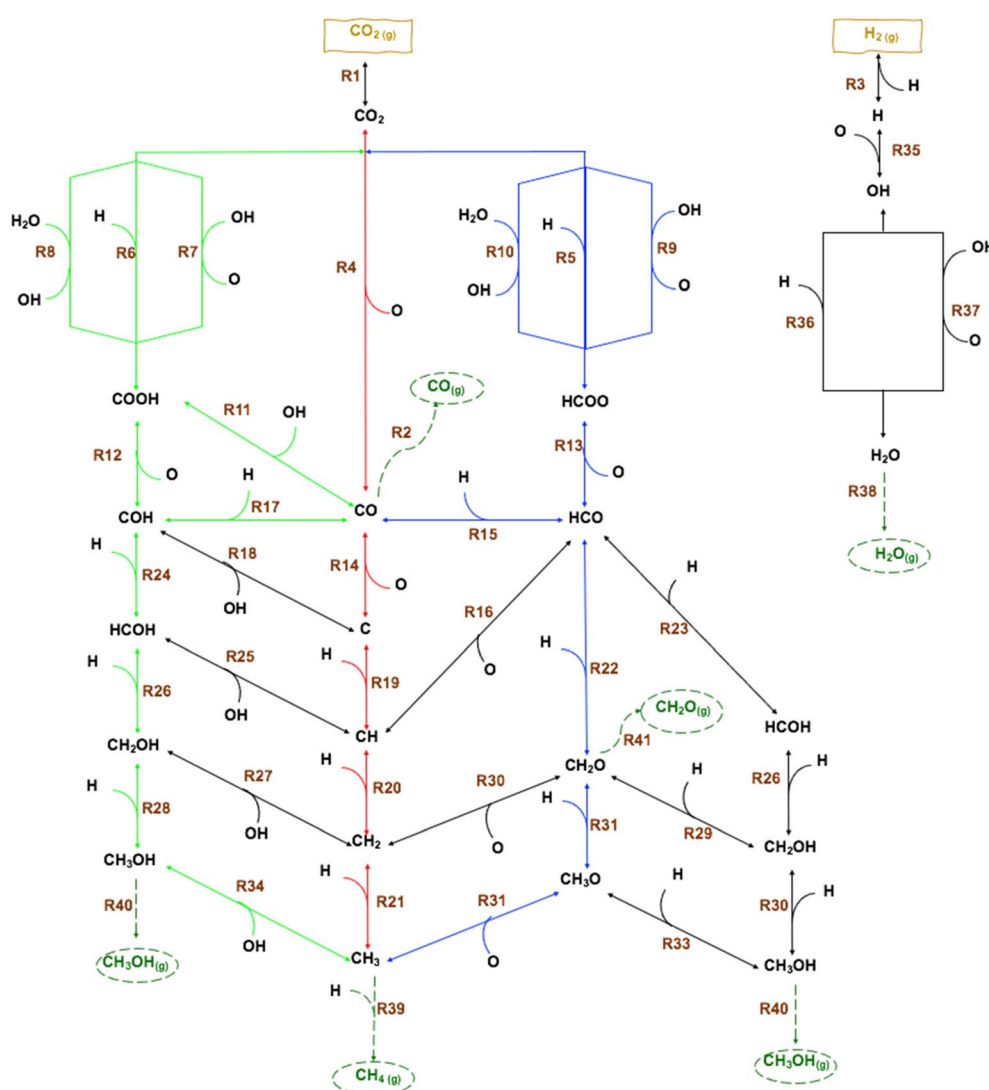 CO2 (g)
H2 (g)
R1
R3
H
CO2
H
O
R35
OH
H2O
H
OH
H2O
H
OH
OH
R8
R6
R7
R4
R10
R5
R9
H
R36
R37
OH
O
O
OH
O
O
CO(g)
COOH
R11
OH
R2
HCOO
R12
O
H
R13
O
H2O
R17
CO
H
R38
COH
R15
HCO
H2O(g)
H
R18
R14
O
R24
OH
R16
H
HCOH
C
H
R23
H
R25
H
R19
O
R22
R26
OH
CH2O(g)
HCOH
CH
R41
CH2OH
H
R20
R30
CH2O
H
H
R27
H
H
R26
R28
OH
O
R31
R29
CH2
CH2OH
CH3OH
H
CH3O
H
R34
R21
R31
H
R30
R40
OH
O
R33
CH3
CH3OH
CH3OH(g)
H
R39
R40
CH4 (g)
CH3OH(g)